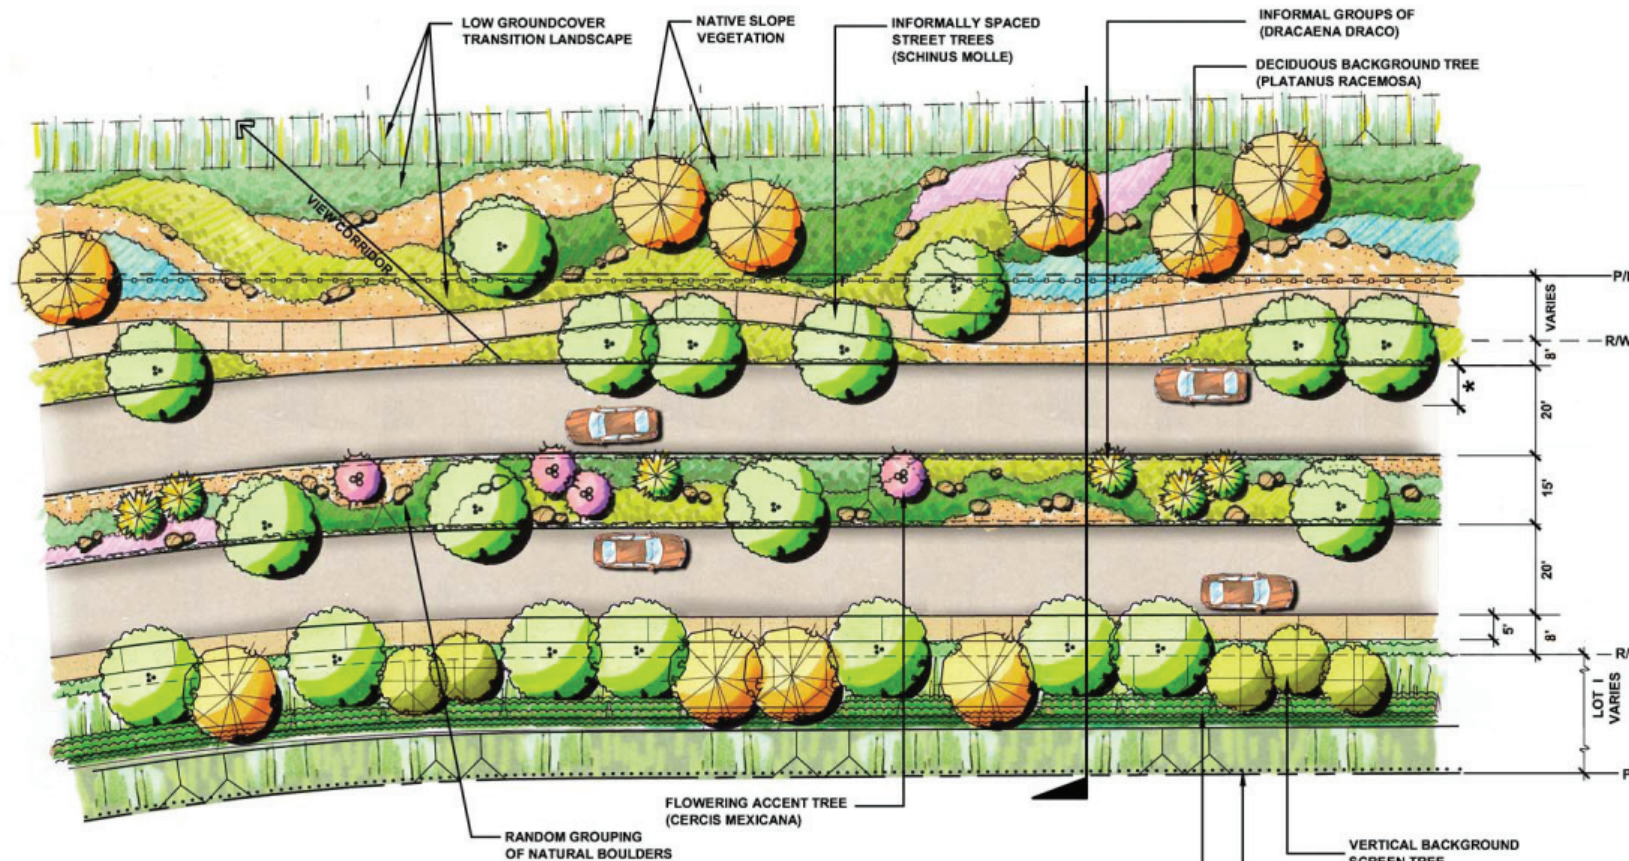 LOW GROUNDCOVER
TRANSITION LANDSCAPE
NATIVE SLOPE
VEGETATION
INFORMALLY SPACED
STREET TREES
(SCHINUS MOLLE)
INFORMAL GROUPS OF
(DRACAENA DRACO)
DECIDUOUS BACKGROUND TREE
(PLATANUS RACEMOSA)
VIEW CORRIDOR
VARIES
R/W
8'
*
20'
15'
20'
5'
8'
R/
LOT I
VARIES
P
FLOWERING ACCENT TREE
(CERCIS MEXICANA)
RANDOM GROUPING
OF NATURAL BOULDERS
VERTICAL BACKGROUND
SCREEN TREE